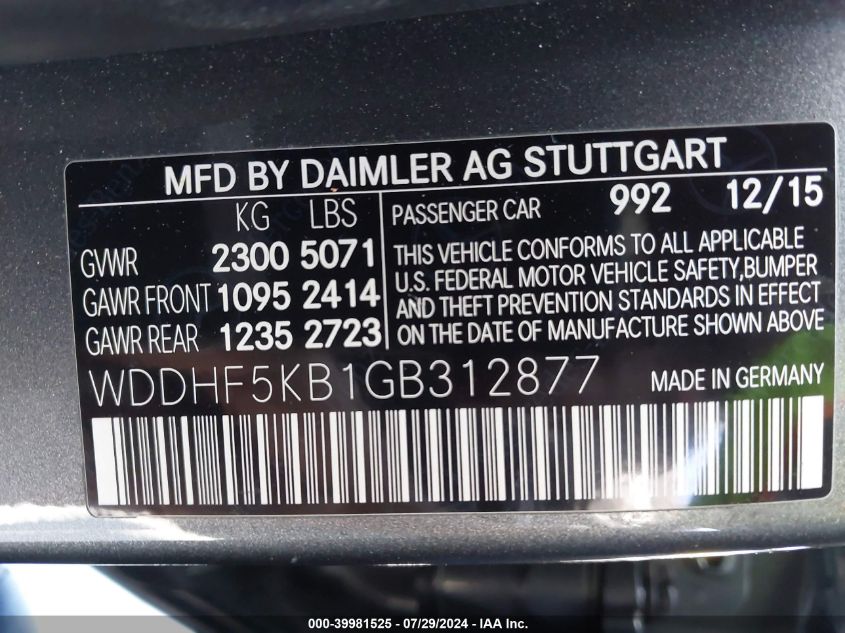 MFD BY DAIMLER AG STUTTGART
KG LBS
GVWR 2300 5071
GAWR FRONT 1095 2414
GAWR REAR 1235 2723
PASSENGER CAR 992 12/15
THIS VEHICLE CONFORMS TO ALL APPLICABLE
U.S. FEDERAL MOTOR VEHICLE SAFETY,BUMPER
AND THEFT PREVENTION STANDARDS IN EFFECT
ON THE DATE OF MANUFACTURE SHOWN ABOVE
WDDHF5KB1GB312877 MADE IN GERMANY
000-39981525 - 07/29/2024 - IAA Inc.